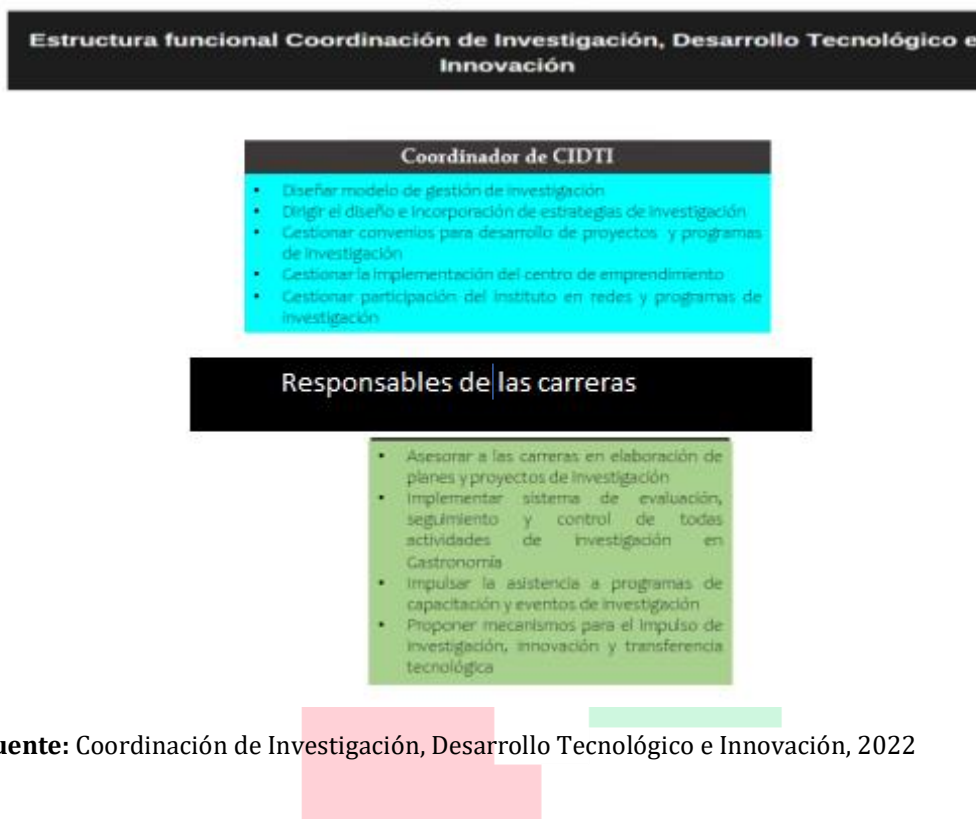 Estructura funcional Coordinación de Investigación, Desarrollo Tecnológico e
Innovación
Coordinador de CIDTI
• Diseñar modelo de gestión de investigación
• Dirigir el diseño e incorporación de estrategias de investigación
• Gestionar convenios para desarrollo de proyectos y programas
de investigación
• Gestionar la implementación del centro de emprendimiento
• Gestionar participación del instituto en redes y programas de
investigación
Responsables de las carreras
• Asesorar a las carreras en elaboración de
planes y proyectos de investigación
• Implementar sistema de evaluación,
seguimiento y control de todas
actividades de investigación en
Gastronomía
• Impulsar la asistencia a programas de
capacitación y eventos de investigación
• Proponer mecanismos para el impulso de
investigación, innovación y transferencia
tecnológica
uente: Coordinación de Investigación, Desarrollo Tecnológico e Innovación, 2022